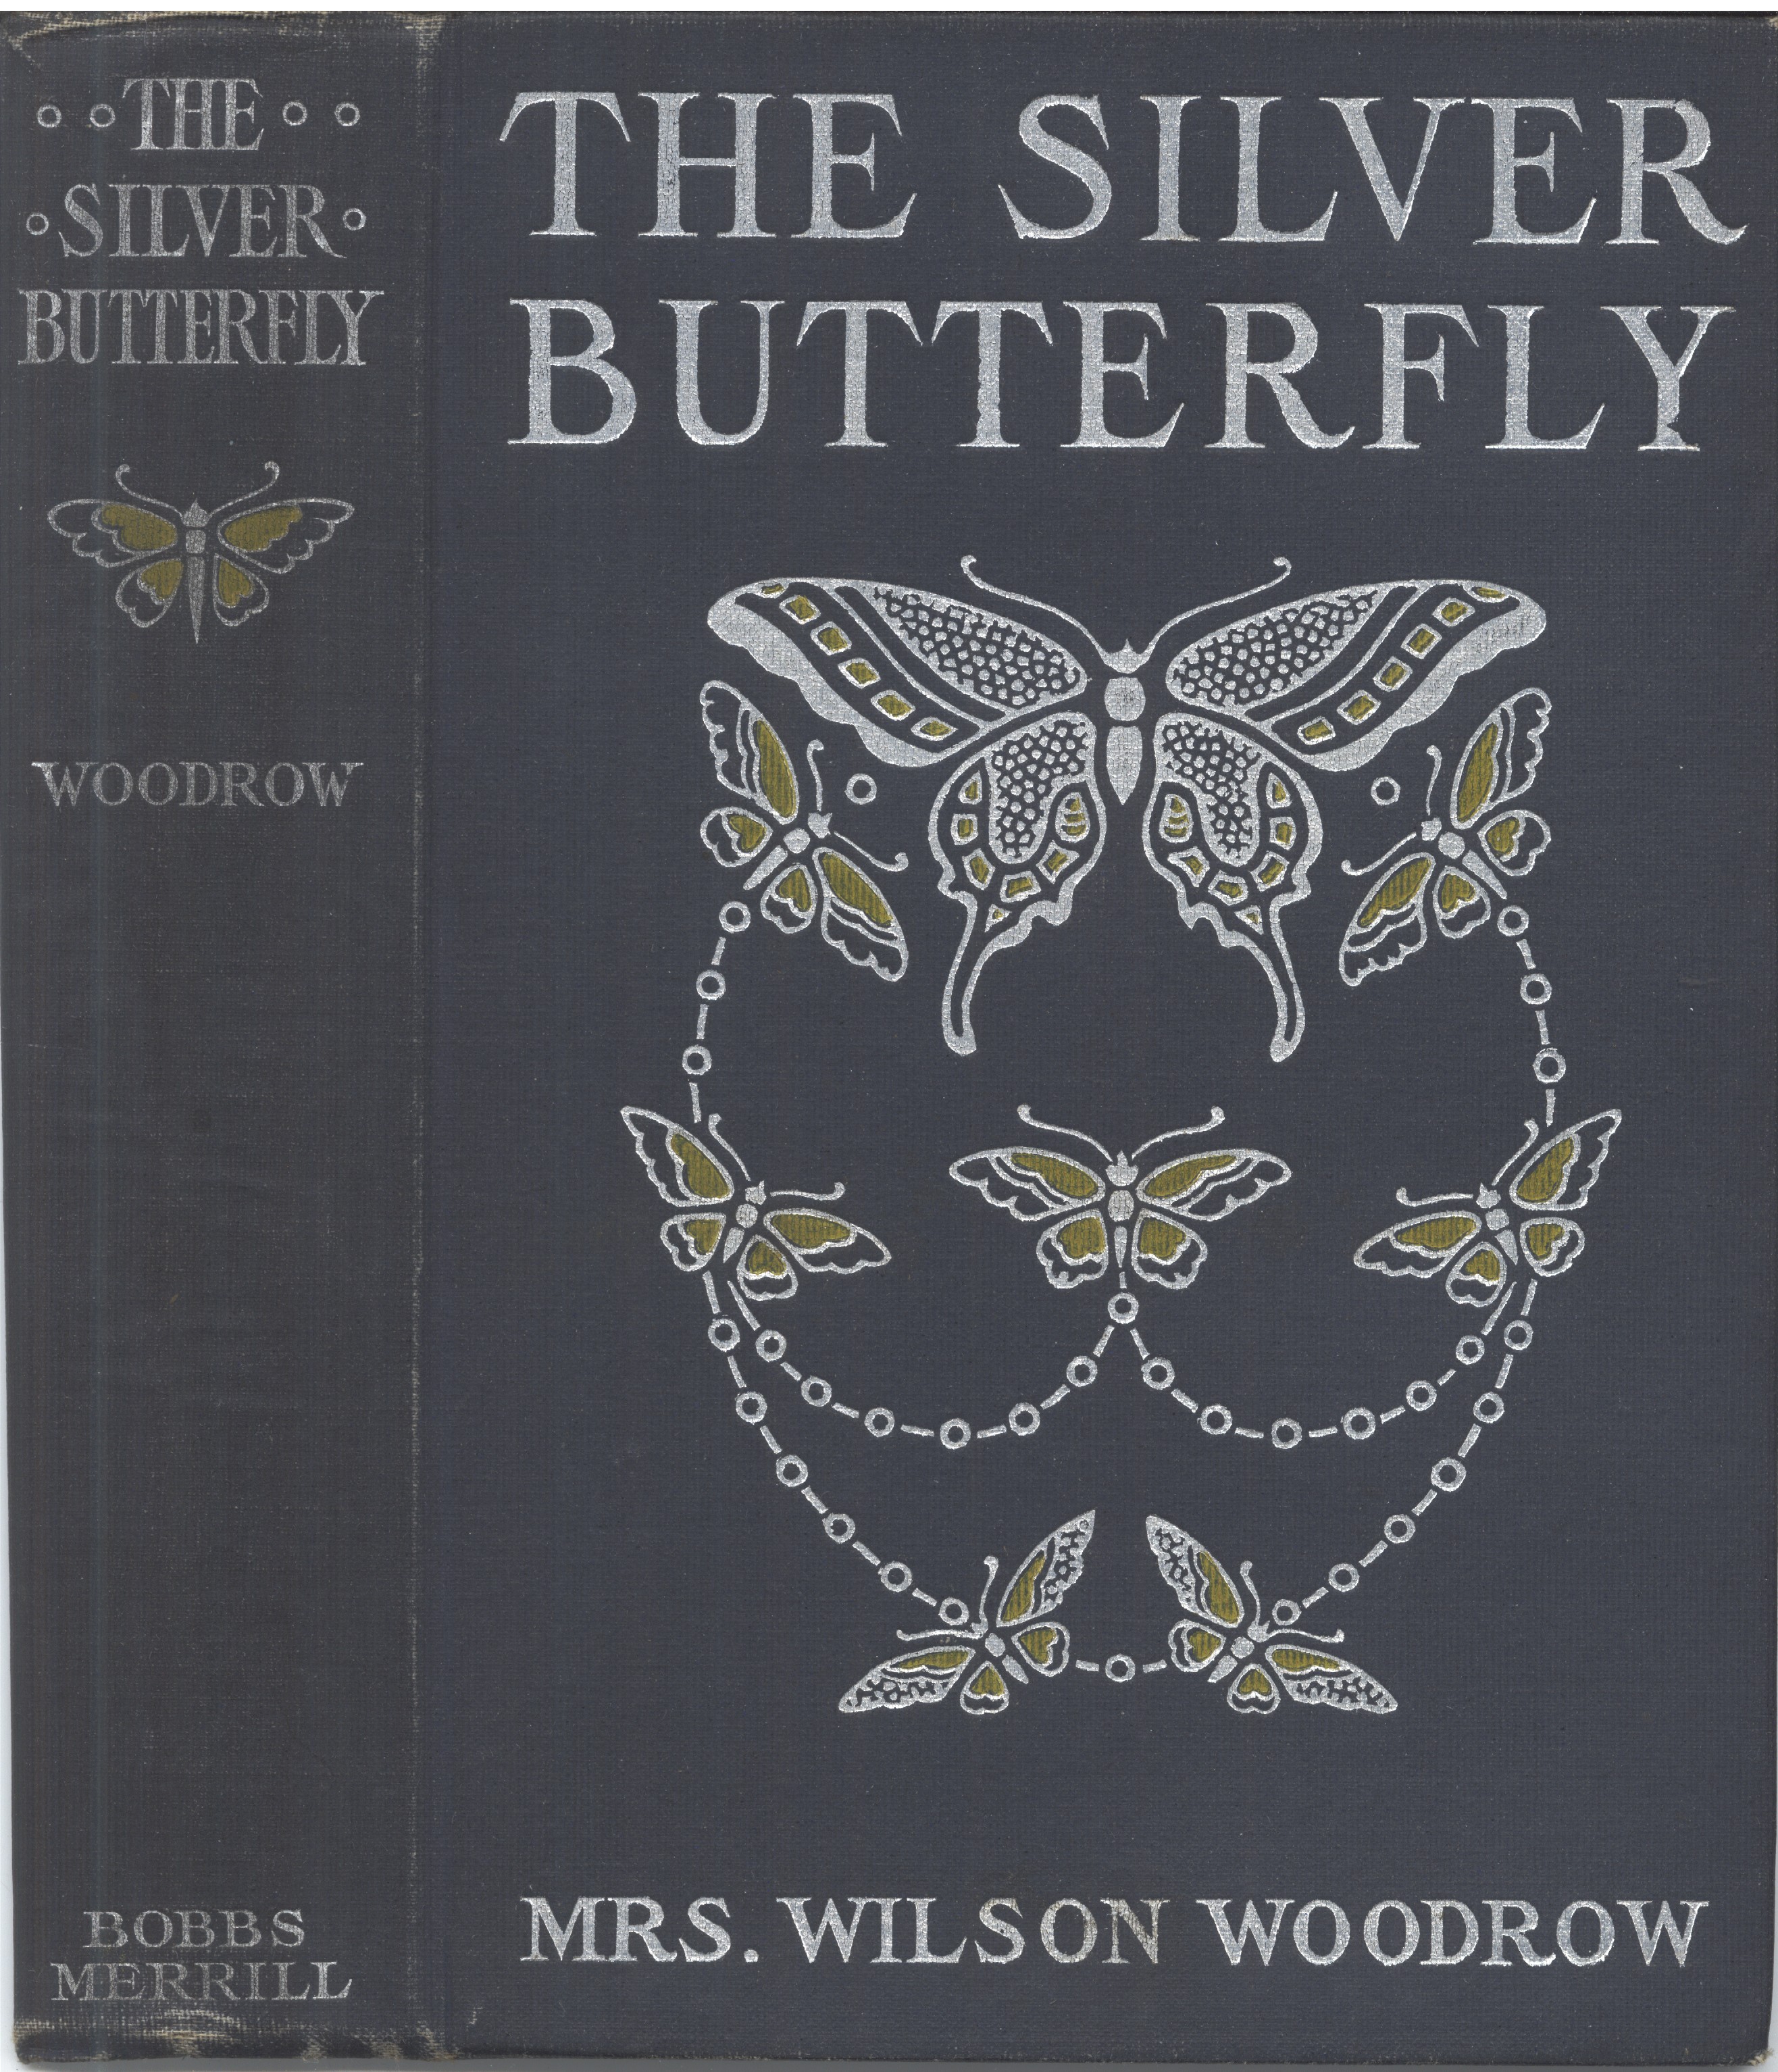 THE
SILVER
BUTTERFLY
WOODROW
BOBBS
MERRILL
THE SILVER
BUTTERFLY
MRS. WILSON WOODROW